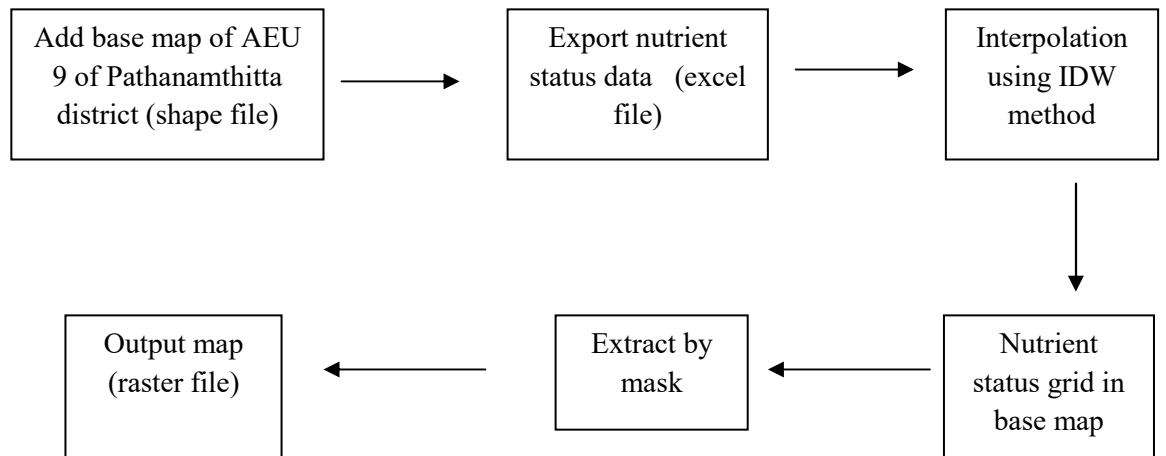 Add base map of AEU
9 of Pathanamthitta
district (shape file)
Export nutrient
status data (excel
file)
Interpolation
using IDW
method
Nutrient
status grid in
base map
Extract by
mask
Output map
(raster file)